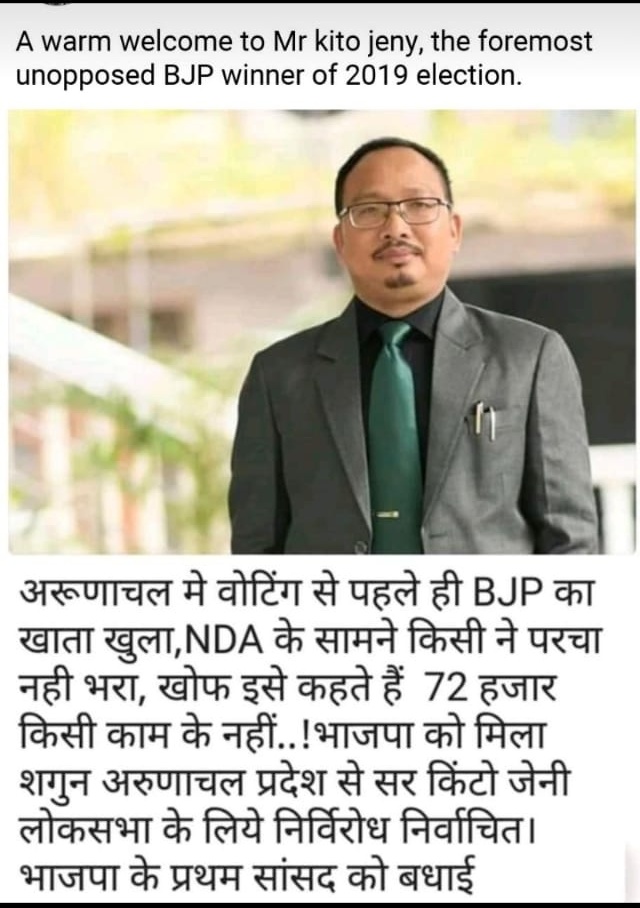 A warm welcome to Mr kito jeny, the foremost
unopposed BJP winner of 2019 election.
अरूणाचल मे वोटिंग से पहले ही BJP का
खाता खुला,NDA के सामने किसी ने परचा
नही भरा, खोफ इसे कहते हैं 72 हजार
किसी काम के नहीं..!भाजपा को मिला
शगुन अरुणाचल प्रदेश से सर किंटो जेनी
लोकसभा के लिये निर्विरोध निर्वाचित।
भाजपा के प्रथम सांसद को बधाई